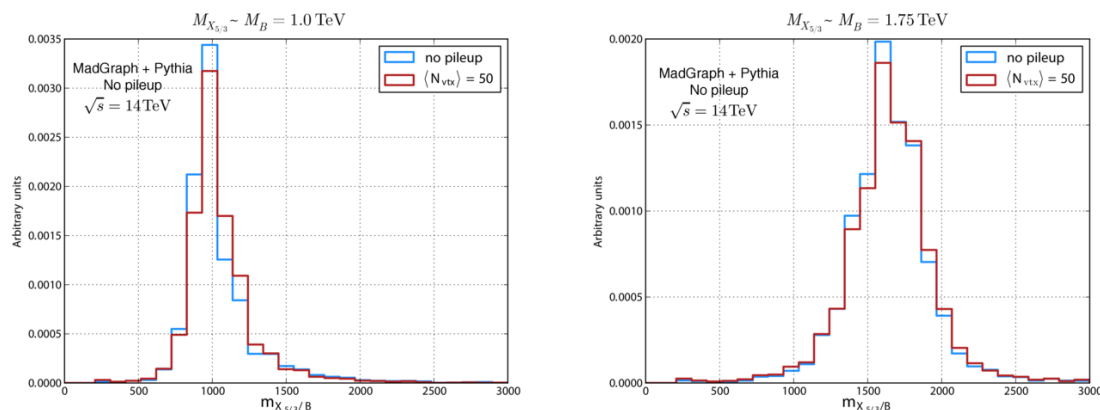 M_{X_{5/3}} ~ M_B = 1.0 TeV
0.0035
0.0030
0.0025
0.0020
0.0015
0.0010
0.0005
0.0000
Arbitrary units
MadGraph + Pythia
No pileup
√s = 14 TeV
no pileup
⟨N_{vtx}⟩ = 50
0 500 1000 1500 2000 2500 3000
m_{X_{5/3}/B}
M_{X_{5/3}} ~ M_B = 1.75 TeV
0.0020
0.0015
0.0010
0.0005
0.0000
Arbitrary units
MadGraph + Pythia
No pileup
√s = 14 TeV
no pileup
⟨N_{vtx}⟩ = 50
0 500 1000 1500 2000 2500 3000
m_{X_{5/3}/B}